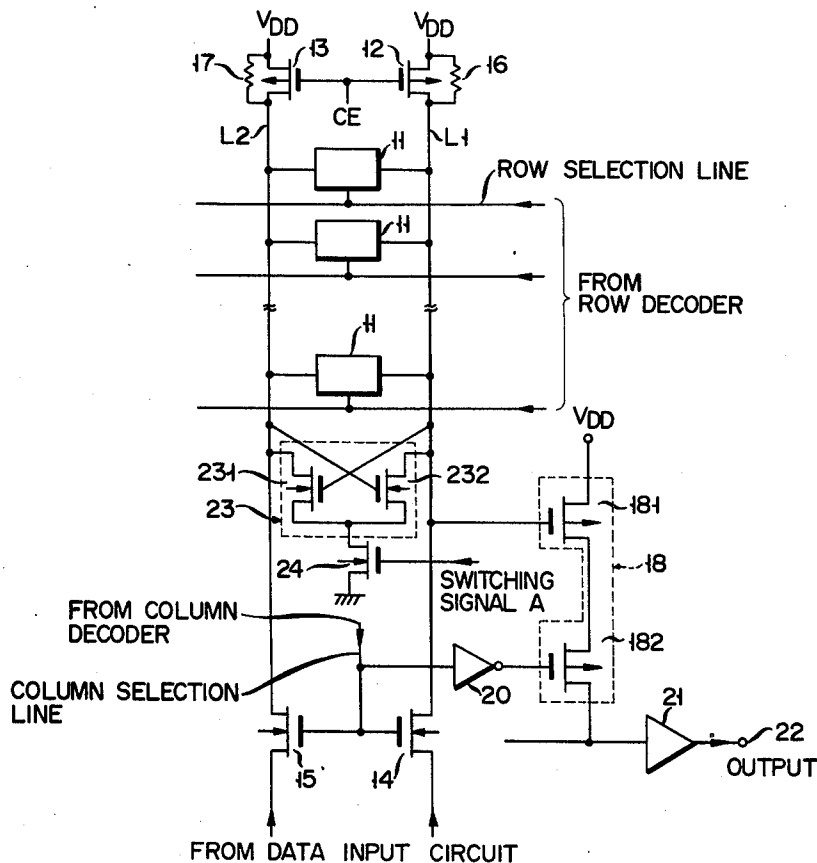 VDD
VDD
17
13
12
16
CE
L2
L1
11
ROW SELECTION LINE
11
FROM
ROW DECODER
11
VDD
231
232
181
23
24
SWITCHING
SIGNAL A
18
FROM COLUMN
DECODER
182
COLUMN SELECTION
LINE
20
21
22
15
14
OUTPUT
FROM DATA INPUT CIRCUIT